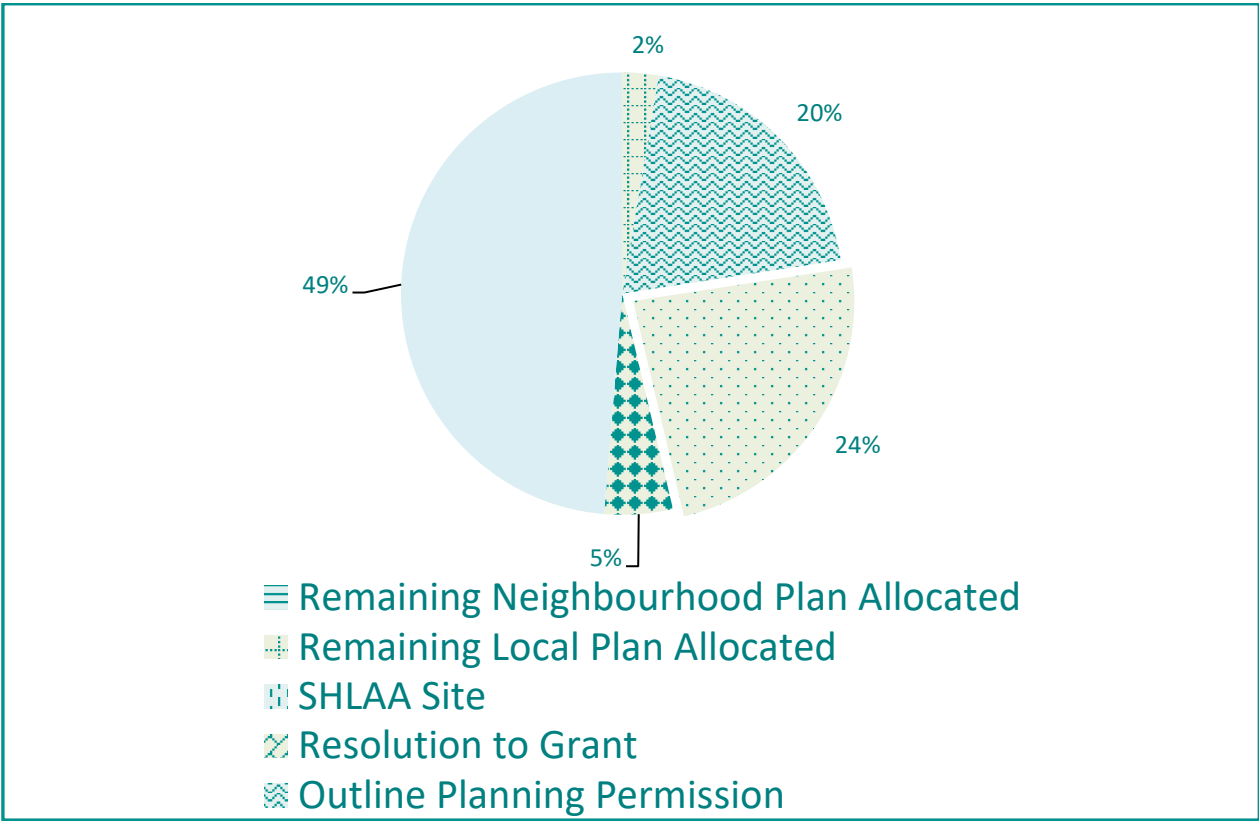 2%
20%
49%
24%
5%
Remaining Neighbourhood Plan Allocated
Remaining Local Plan Allocated
SHLAA Site
Resolution to Grant
Outline Planning Permission